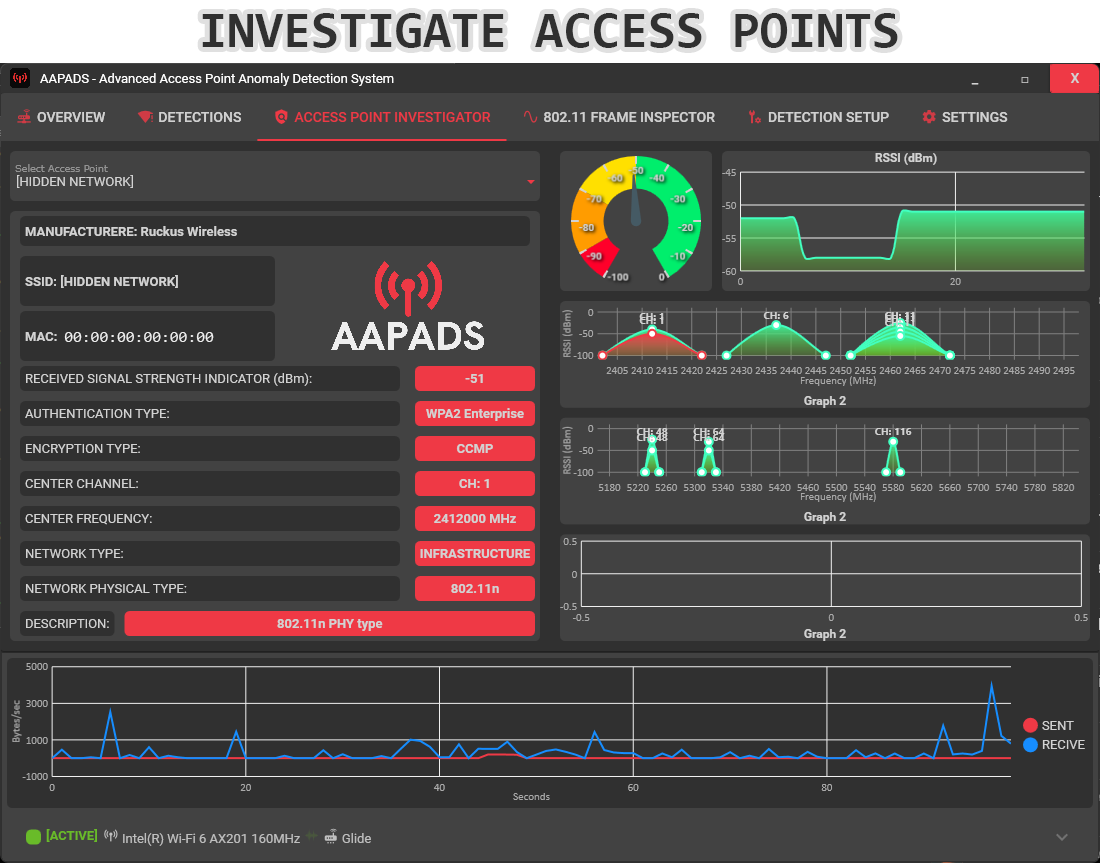 INVESTIGATE ACCESS POINTS
AAPADS - Advanced Access Point Anomaly Detection System
X
OVERVIEW
DETECTIONS
ACCESS POINT INVESTIGATOR
802.11 FRAME INSPECTOR
DETECTION SETUP
SETTINGS
Select Access Point
[HIDDEN NETWORK]
MANUFACTURERE: Ruckus Wireless
SSID: [HIDDEN NETWORK]
MAC: 00:00:00:00:00:00
AAPADS
RECEIVED SIGNAL STRENGTH INDICATOR (dBm): -51
AUTHENTICATION TYPE: WPA2 Enterprise
ENCRYPTION TYPE: CCMP
CENTER CHANNEL: CH: 1
CENTER FREQUENCY: 2412000 MHz
NETWORK TYPE: INFRASTRUCTURE
NETWORK PHYSICAL TYPE: 802.11n
DESCRIPTION: 802.11n PHY type
-100 -90 -80 -70 -60 -50 -40 -30 -20 -10 0
RSSI (dBm)
-45
-50
-55
-60
0 20
RSSI (dBm)
0
-50
-100
CH: 1
CH: 1
CH: 6
CH: 11
2405 2410 2415 2420 2425 2430 2435 2440 2445 2450 2455 2460 2465 2470 2475 2480 2485 2490 2495
Frequency (MHz)
Graph 2
RSSI (dBm)
0
-50
-100
CH: 48
CH: 48
CH: 64
CH: 64
CH: 116
5180 5220 5260 5300 5340 5380 5420 5460 5500 5540 5580 5620 5660 5700 5740 5780 5820
Frequency (MHz)
Graph 2
0.5
0
-0.5
-0.5 0 0.5
Graph 2
Bytes/sec
5000
3000
1000
-1000
0 20 40 60 80
Seconds
SENT
RECIVE
[ACTIVE] Intel(R) Wi-Fi 6 AX201 160MHz Glide